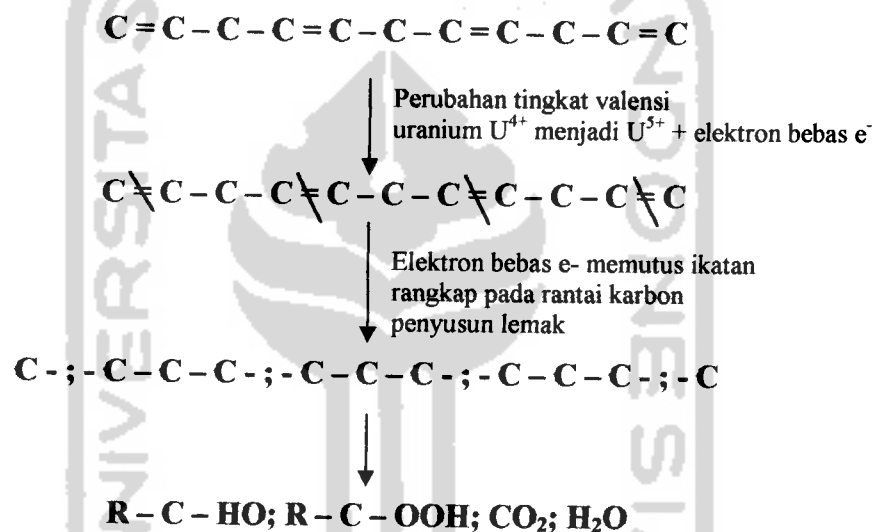 C=C–C–C=C–C–C=C–C–C=C
Perubahan tingkat valensi
uranium U⁴⁺ menjadi U⁵⁺ + elektron bebas e⁻
C=C–C–C=C–C–C=C–C–C=C
Elektron bebas e- memutus ikatan
rangkap pada rantai karbon
penyusun lemak
C-;-C–C–C-;-C–C–C-;-C–C–C-;-C
R–C–HO; R–C–OOH; CO₂; H₂O